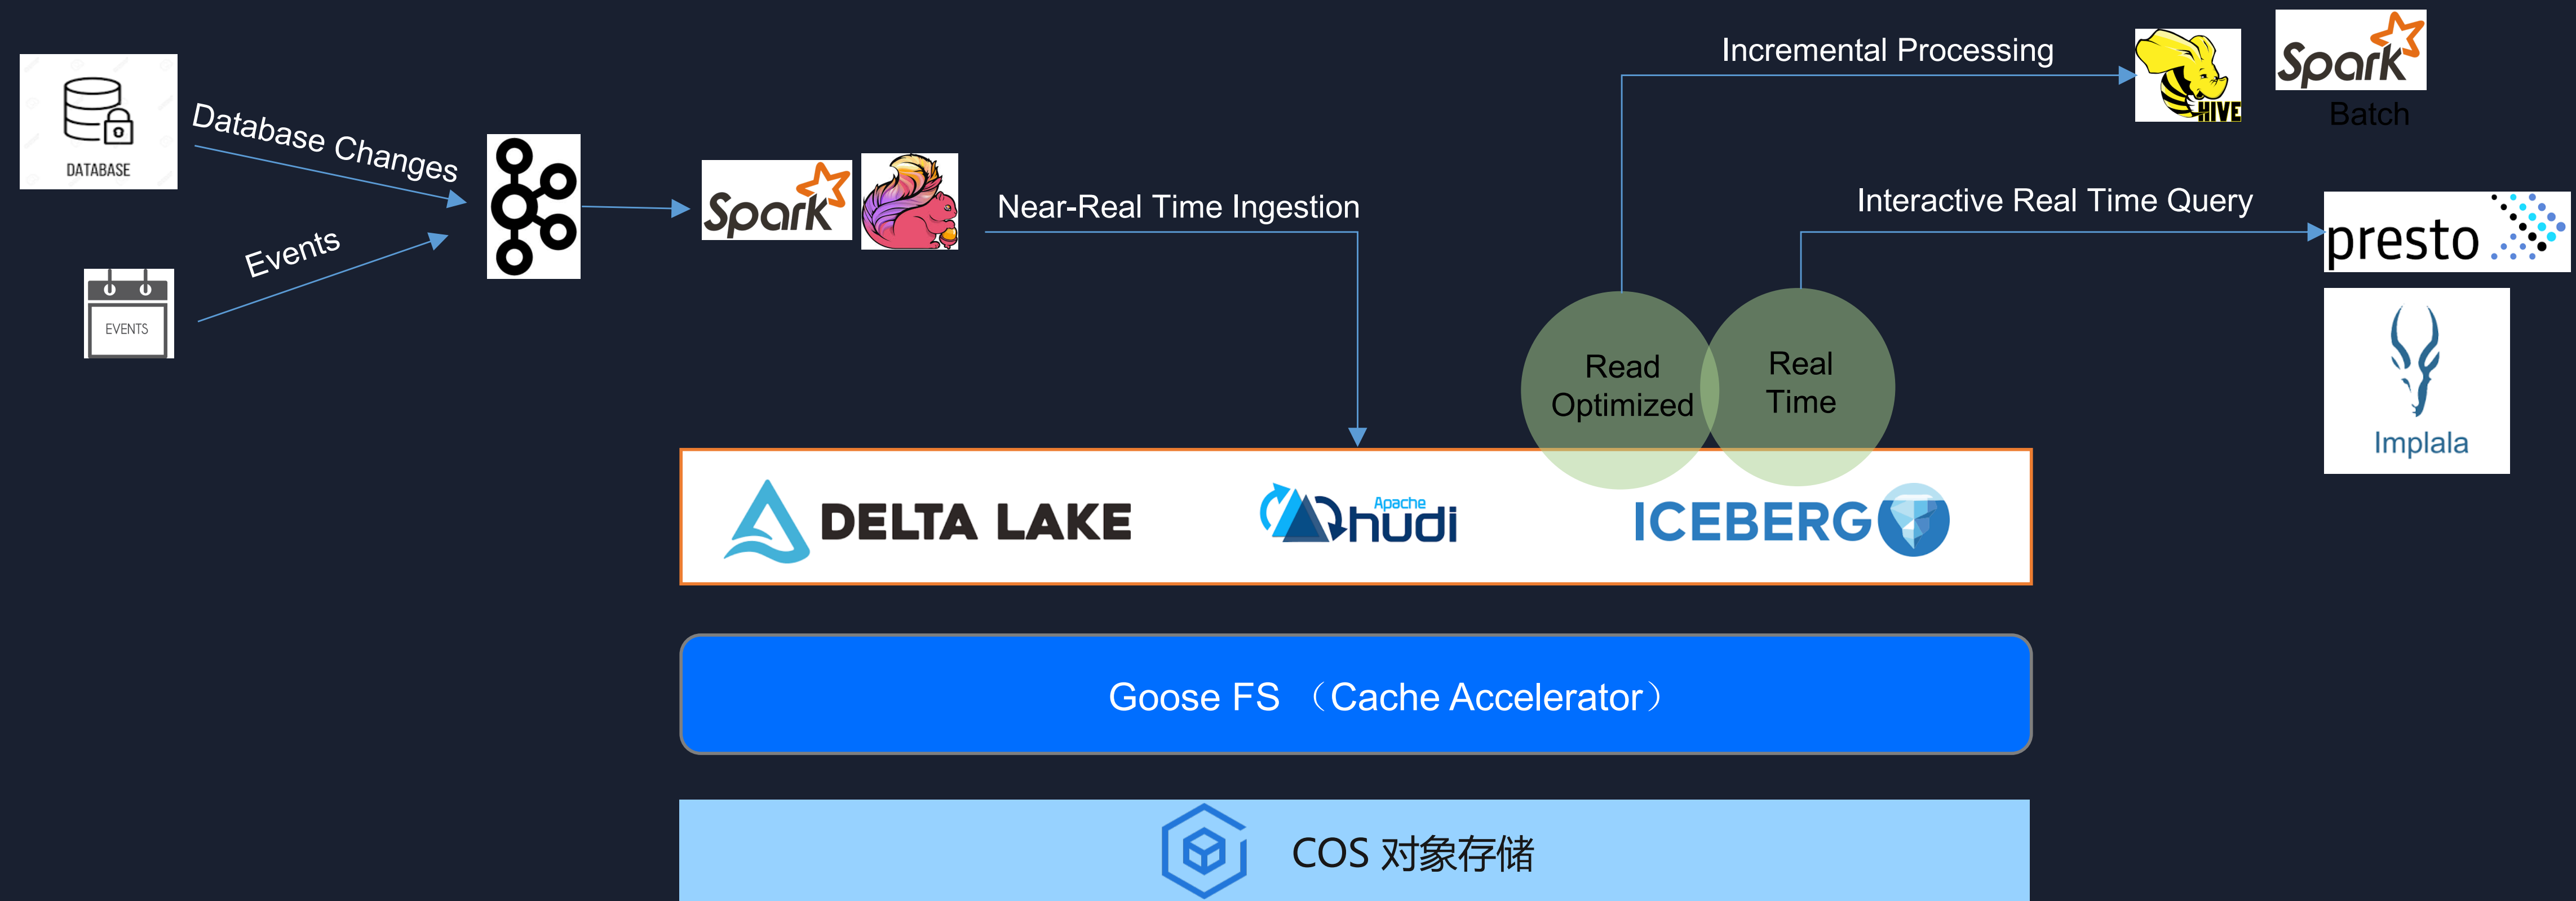 DATABASE
Database Changes
Events
EVENTS
Spark
Near-Real Time Ingestion
Incremental Processing
HIVE
Spark
Batch
Interactive Real Time Query
presto
Implala
Read
Optimized
Real
Time
DELTA LAKE
Apache
hudi
ICEBERG
Goose FS （Cache Accelerator）
COS 对象存储